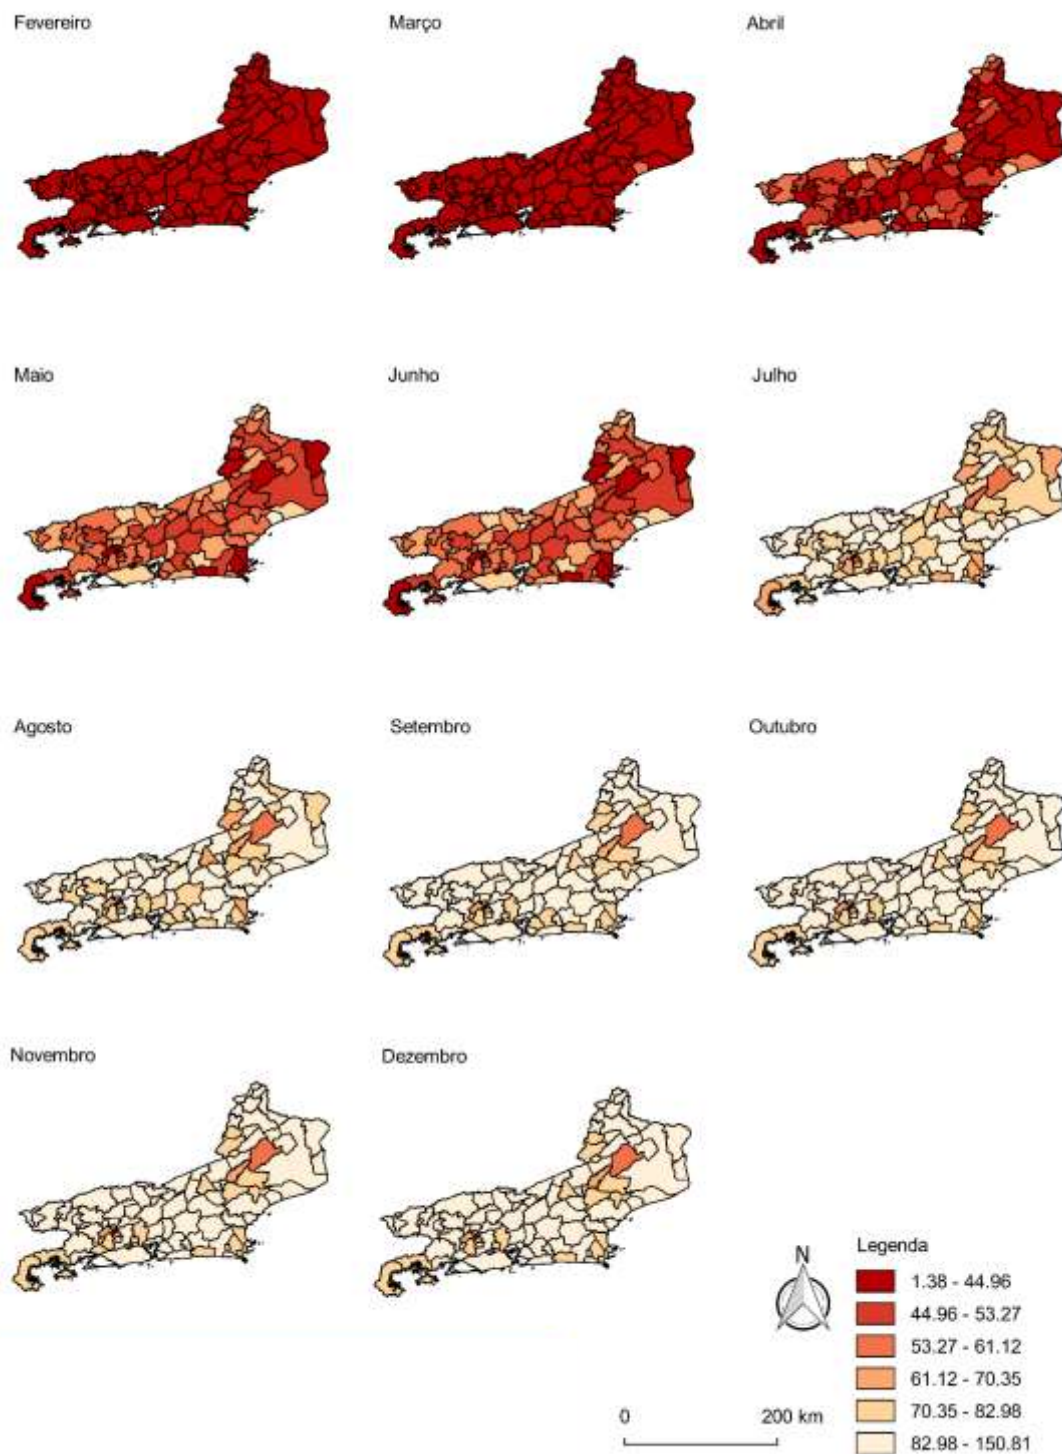 Fevereiro
Março
Abril
Maio
Junho
Julho
Agosto
Setembro
Outubro
Novembro
Dezembro
N
Legenda
1.38 - 44.96
44.96 - 53.27
53.27 - 61.12
61.12 - 70.35
70.35 - 82.98
82.98 - 150.81
0 200 km